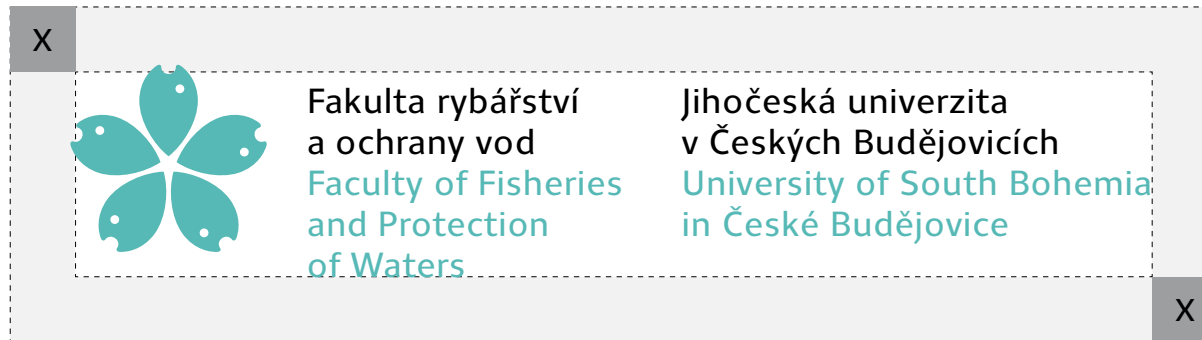 X
Fakulta rybářství
a ochrany vod
Faculty of Fisheries
and Protection
of Waters
Jihočeská univerzita
v Českých Budějovicích
University of South Bohemia
in České Budějovice
X